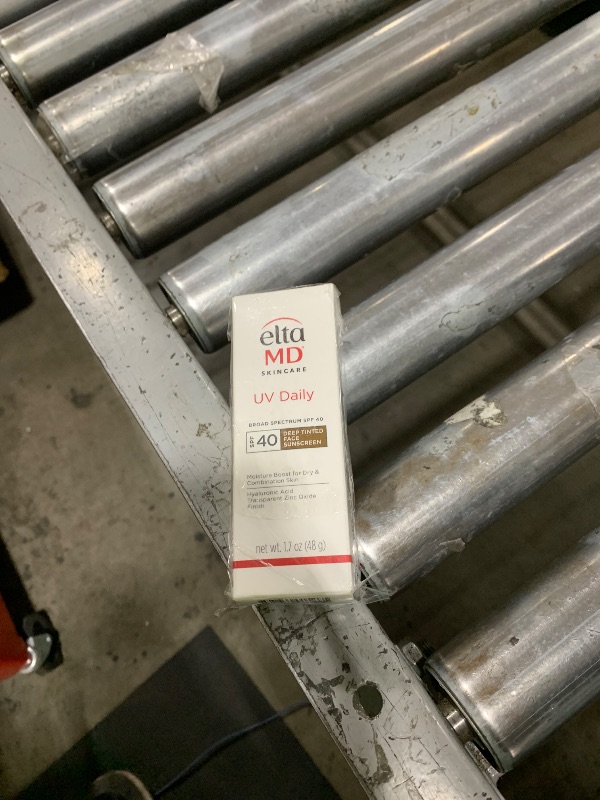 elta
MD
SKINCARE
UV Daily
BROAD SPECTRUM SPF 40
SPF 40 DEEP TINTED
FACE
SUNSCREEN
Moisture Boost for Dry &
Combination Skin
Hyaluronic Acid
Transparent Zinc Oxide
net wt. 1.7 oz (48 g)